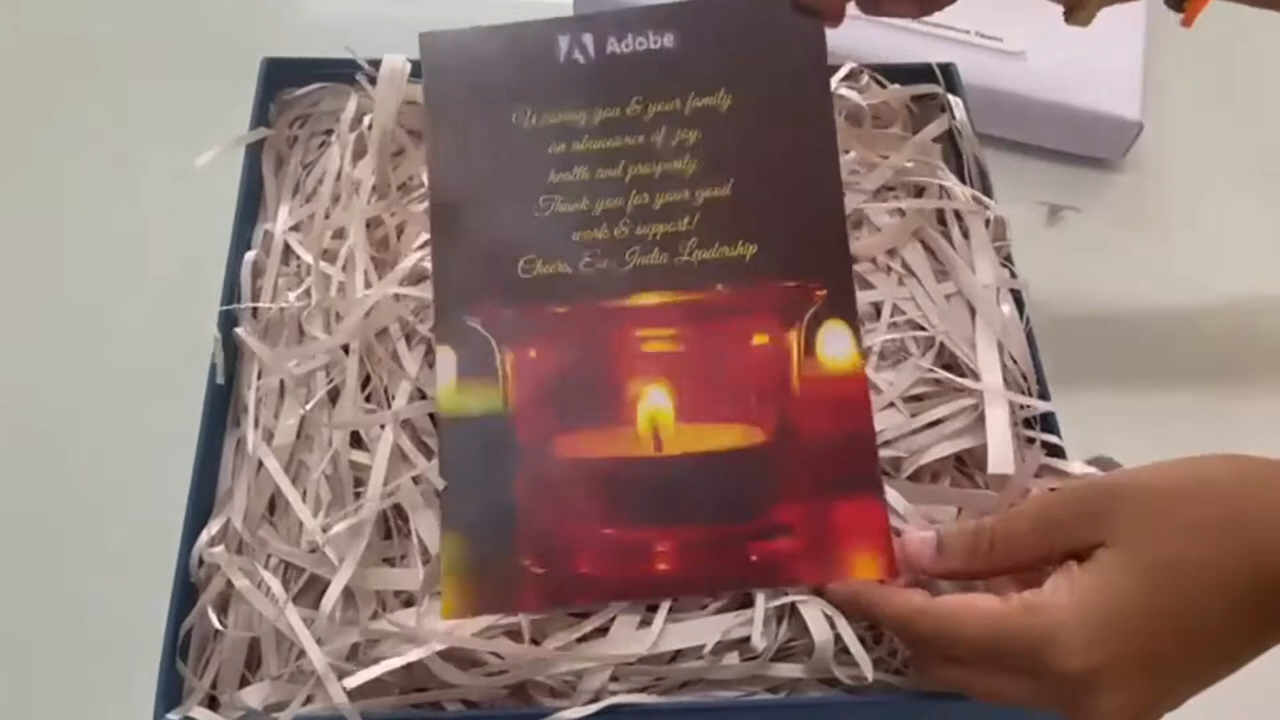 Adobe
Wishing you & your family
an abundance of joy,
health and prosperity.
Thank you for your good
work & support!
Cheers, India Leadership